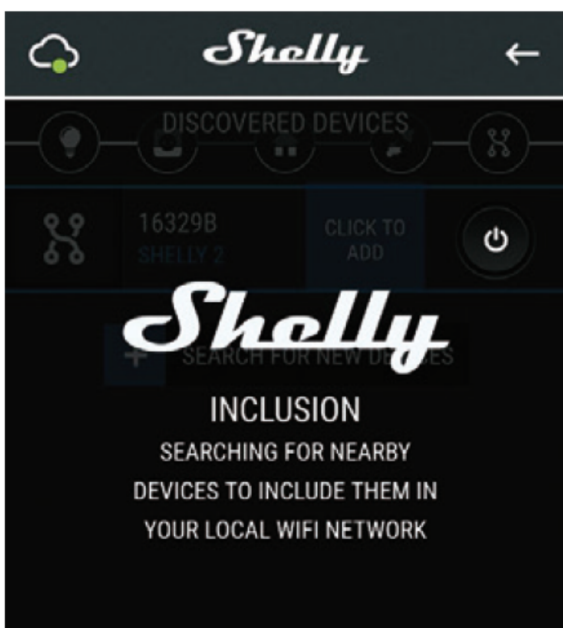 Shelly
DISCOVERED DEVICES
16329B
SHELLY 2
CLICK TO
ADD
Shelly
+ SEARCH FOR NEW DEVICES
INCLUSION
SEARCHING FOR NEARBY
DEVICES TO INCLUDE THEM IN
YOUR LOCAL WIFI NETWORK